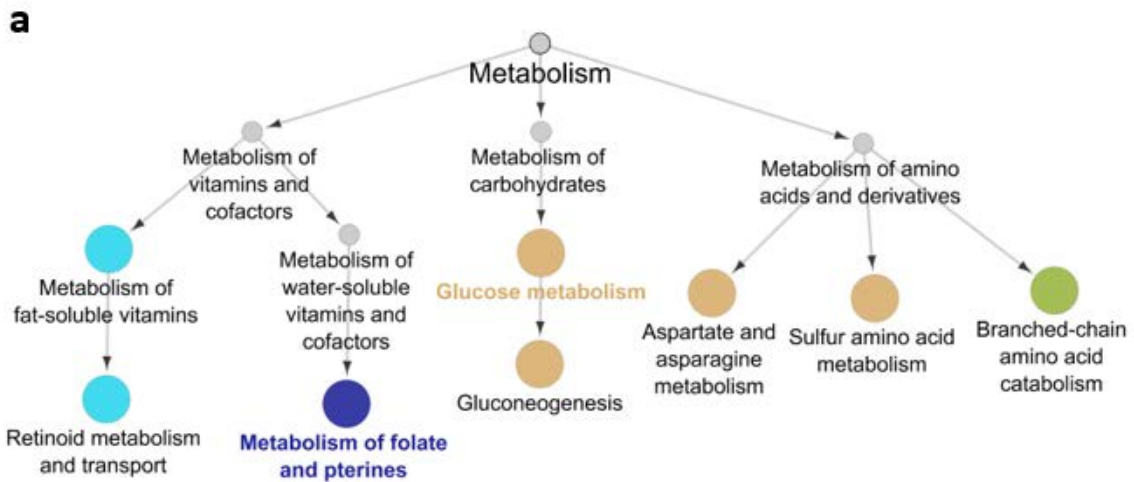 a
Metabolism
Metabolism of
vitamins and
cofactors
Metabolism of
carbohydrates
Metabolism of amino
acids and derivatives
Metabolism of
fat-soluble vitamins
Metabolism of
water-soluble
vitamins and
cofactors
Glucose metabolism
Aspartate and
asparagine
metabolism
Sulfur amino acid
metabolism
Branched-chain
amino acid
catabolism
Retinoid metabolism
and transport
Metabolism of folate
and pterines
Gluconeogenesis